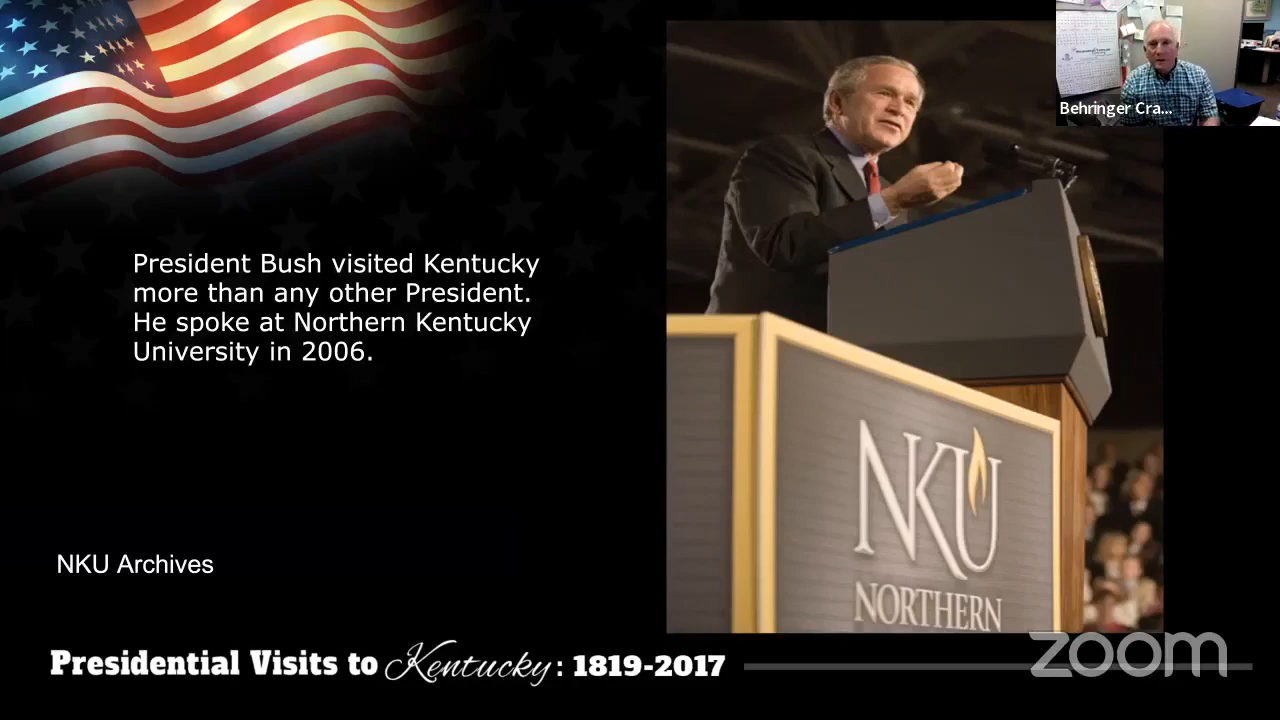 Behringer Cra...
President Bush visited Kentucky
more than any other President.
He spoke at Northern Kentucky
University in 2006.
NKU
NORTHERN
NKU Archives
Presidential Visits to Kentucky: 1819-2017
zoom